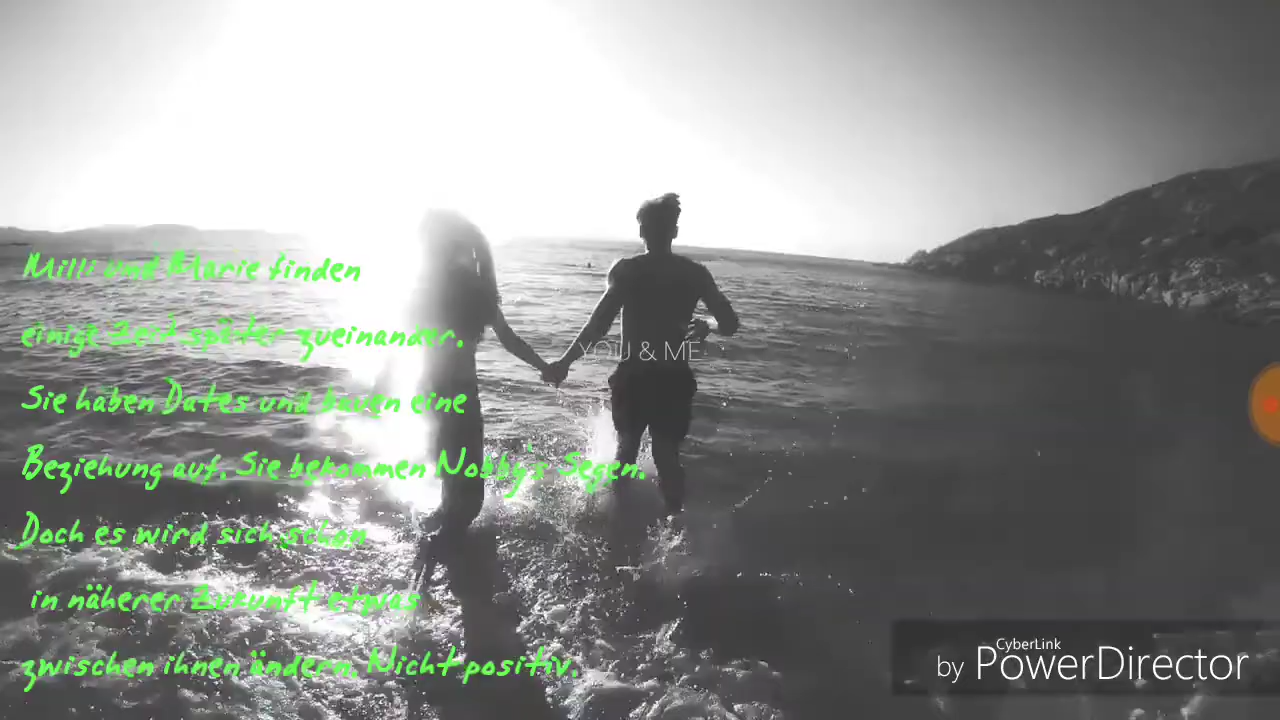 Milli und Marie finden
einige Zeit später zueinander.
Sie haben Dates und bauen eine
Beziehung auf. Sie bekommen Nobby's Segen.
Doch es wird sich schon
in näherer Zukunft etwas
zwischen ihnen ändern. Nicht positiv.
YOU & ME
CyberLink
by PowerDirector